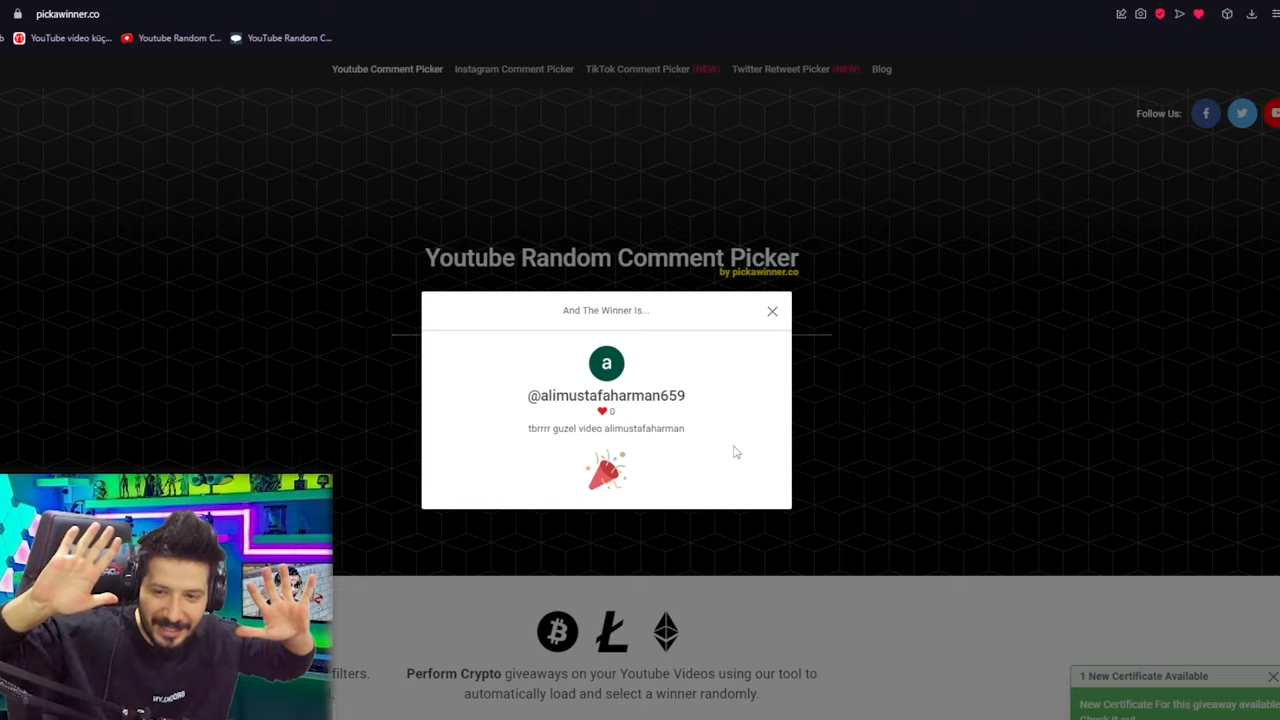 pickawinner.co
YouTube video küç...
Youtube Random C...
YouTube Random C...
Youtube Comment Picker
Instagram Comment Picker
TikTok Comment Picker (NEW)
Twitter Retweet Picker (NEW)
Blog
Follow Us:
Youtube Random Comment Picker
by pickawinner.co
And The Winner Is...
a
@alimustafaharman659
0
tbrrrr guzel video alimustafaharman
filters.
Perform Crypto giveaways on your Youtube Videos using our tool to
automatically load and select a winner randomly.
1 New Certificate Available
New Certificate For this giveaway available
Check It out